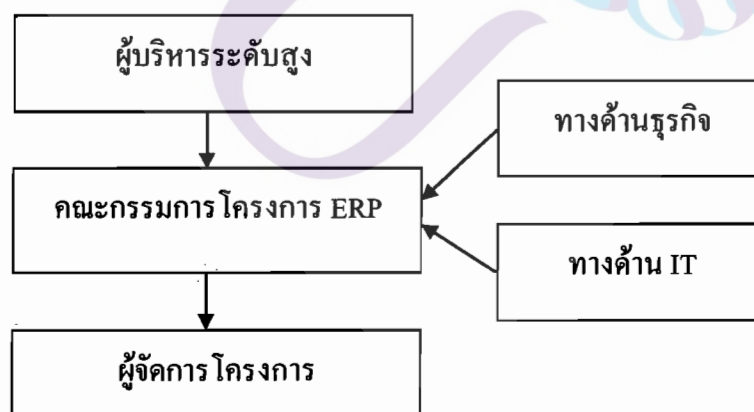 ผู้บริหารระดับสูง
ทางด้านธุรกิจ
คณะกรรมการโครงการ ERP
ทางด้าน IT
ผู้จัดการโครงการ